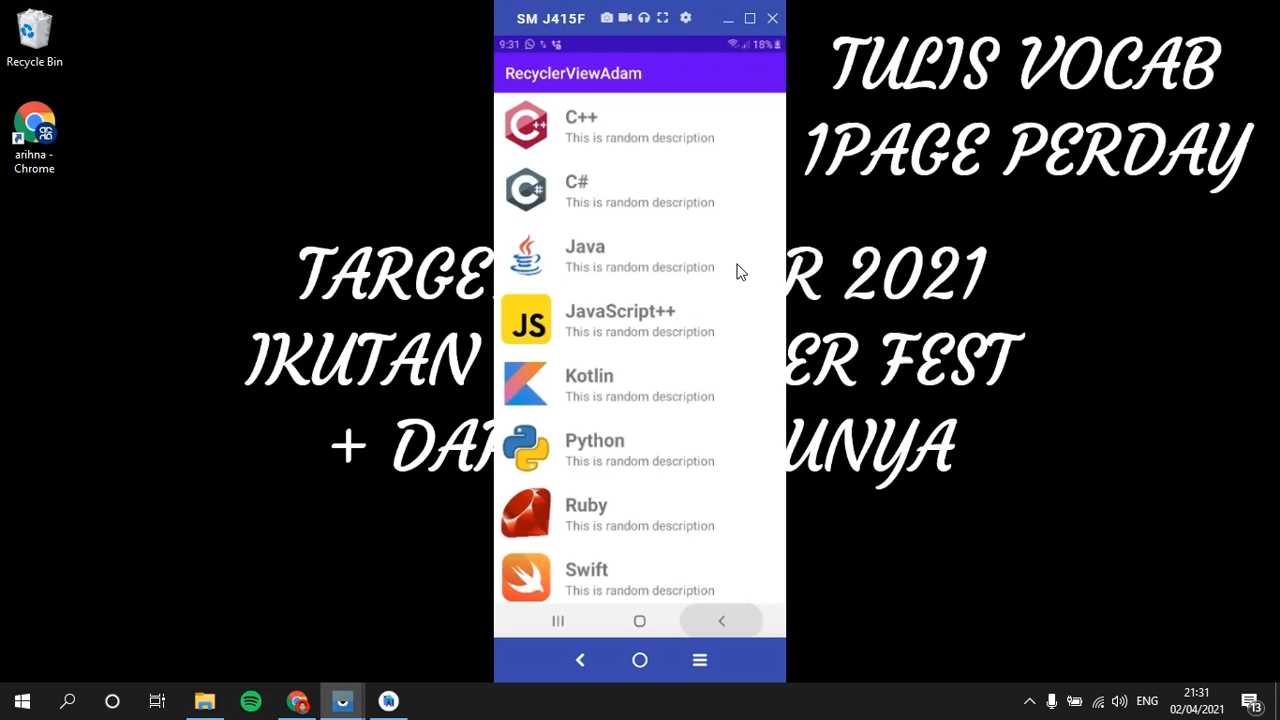 Recycle Bin
arihna -
Chrome
TULIS VOCAB
1PAGE PERDAY
R 2021
IKUTAN
ER FEST
+
UNYA
SM J415F
9:31
18%
RecyclerViewAdam
C++
This is random description
C#
This is random description
Java
This is random description
JS
JavaScript++
This is random description
Kotlin
This is random description
Python
This is random description
Ruby
This is random description
Swift
This is random description
ENG
21:31
02/04/2021
13